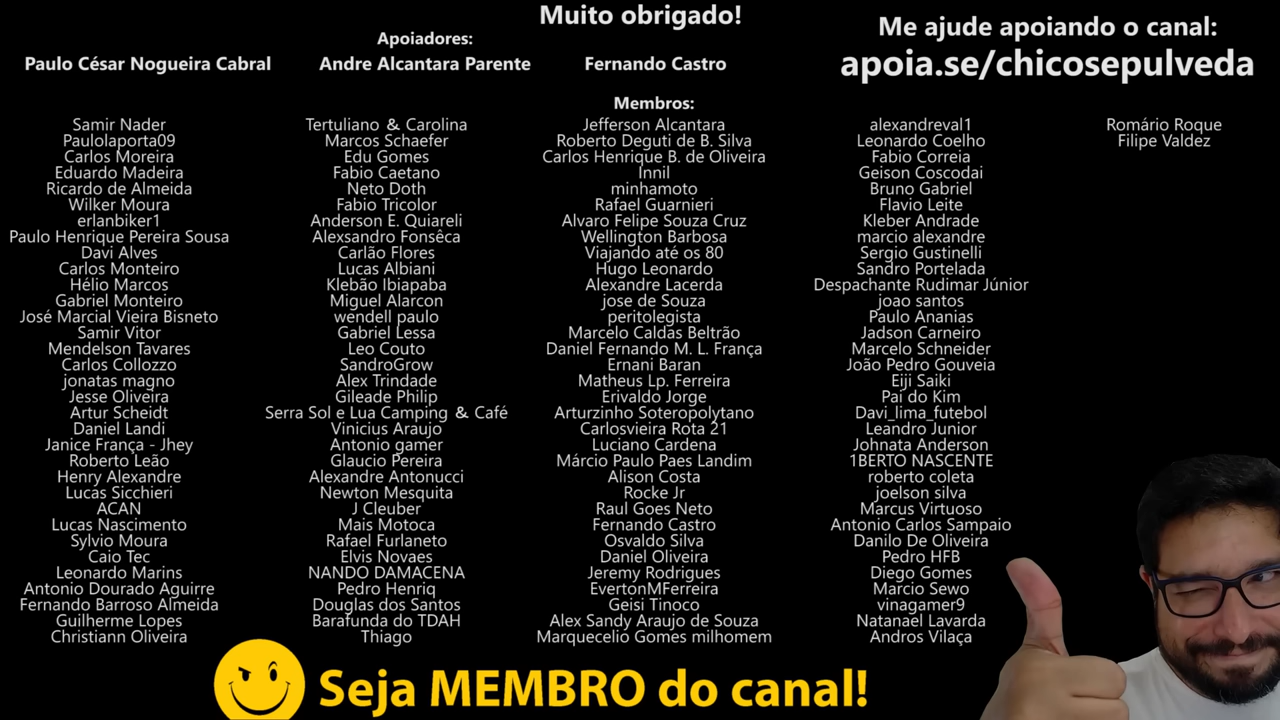 Muito obrigado!
Me ajude apoiando o canal:
apoia.se/chicosepulveda
Apoiadores:
Paulo César Nogueira Cabral
Andre Alcantara Parente
Fernando Castro
Membros:
Samir Nader
Paulolaporta09
Carlos Moreira
Eduardo Madeira
Ricardo de Almeida
Wilker Moura
erlanbiker1
Paulo Henrique Pereira Sousa
Davi Alves
Carlos Monteiro
Hélio Marcos
Gabriel Monteiro
José Marcial Vieira Bisneto
Samir Vitor
Mendelson Tavares
Carlos Collozzo
jonatas magno
Jesse Oliveira
Artur Scheidt
Daniel Landi
Janice França - Jhey
Roberto Leão
Henry Alexandre
Lucas Sicchieri
ACAN
Lucas Nascimento
Sylvio Moura
Caio Tec
Leonardo Marins
Antonio Dourado Aguirre
Fernando Barroso Almeida
Guilherme Lopes
Christiann Oliveira
Tertuliano & Carolina
Marcos Schaefer
Edu Gomes
Fabio Caetano
Neto Doth
Fabio Tricolor
Anderson E. Quiareli
Alexsandro Fonsêca
Carlão Flores
Lucas Albiani
Klebão Ibiapaba
Miguel Alarcon
wendell paulo
Gabriel Lessa
Leo Couto
SandroGrow
Alex Trindade
Gileade Philip
Serra Sol e Lua Camping & Café
Vinicius Araujo
Antonio gamer
Glaucio Pereira
Alexandre Antonucci
Newton Mesquita
J Cleuber
Mais Motoca
Rafael Furlaneto
Elvis Novaes
NANDO DAMACENA
Pedro Henriq
Douglas dos Santos
Barafunda do TDAH
Thiago
Jefferson Alcantara
Roberto Deguti de B. Silva
Carlos Henrique B. de Oliveira
Innil
minhamoto
Rafael Guarnieri
Alvaro Felipe Souza Cruz
Wellington Barbosa
Viajando até os 80
Hugo Leonardo
Alexandre Lacerda
jose de Souza
peritolegista
Marcelo Caldas Beltrão
Daniel Fernando M. L. França
Ernani Baran
Matheus Lp. Ferreira
Erivaldo Jorge
Arturzinho Soteropolytano
Carlosvieira Rota 21
Luciano Cardena
Márcio Paulo Paes Landim
Alison Costa
Rocke Jr
Raul Goes Neto
Fernando Castro
Osvaldo Silva
Daniel Oliveira
Jeremy Rodrigues
EvertonMFerreira
Geisi Tinoco
Alex Sandy Araujo de Souza
Marquecelio Gomes milhomem
alexandreval1
Leonardo Coelho
Fabio Correia
Geison Coscodai
Bruno Gabriel
Flavio Leite
Kleber Andrade
marcio alexandre
Sergio Gustinelli
Sandro Portelada
Despachante Rudimar Júnior
joao santos
Paulo Ananias
Jadson Carneiro
Marcelo Schneider
João Pedro Gouveia
Eiji Saiki
Pai do Kim
Davi_lima_futebol
Leandro Junior
Johnata Anderson
1BERTO NASCENTE
roberto coleta
joelson silva
Marcus Virtuoso
Antonio Carlos Sampaio
Danilo De Oliveira
Pedro HFB
Diego Gomes
Marcio Sewo
vinagamer9
Natanael Lavarda
Andros Vilaça
Romário Roque
Filipe Valdez
Seja MEMBRO do canal!